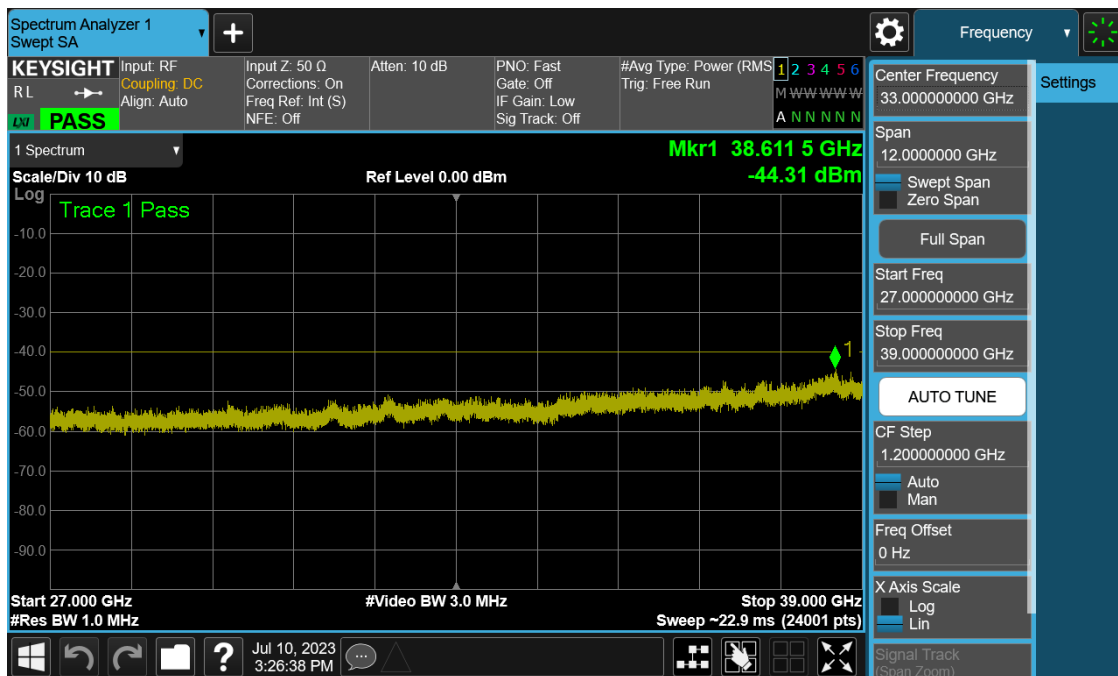 Spectrum Analyzer 1
Swept SA
Frequency
KEYSIGHT
RL
LXI PASS
Input: RF
Coupling: DC
Align: Auto
Input Z: 50 Ω
Corrections: On
Freq Ref: Int (S)
NFE: Off
Atten: 10 dB
PNO: Fast
Gate: Off
IF Gain: Low
Sig Track: Off
#Avg Type: Power (RMS
Trig: Free Run
1 2 3 4 5 6
M W W W W W
A N N N N N
1 Spectrum
Mkr1 38.611 5 GHz
Scale/Div 10 dB
Ref Level 0.00 dBm
-44.31 dBm
Log
Trace 1 Pass
-10.0
-20.0
-30.0
-40.0
1
-50.0
-60.0
-70.0
-80.0
-90.0
Start 27.000 GHz
#Video BW 3.0 MHz
Stop 39.000 GHz
#Res BW 1.0 MHz
Sweep ~22.9 ms (24001 pts)
Jul 10, 2023
3:26:38 PM
Center Frequency
33.000000000 GHz
Span
12.0000000 GHz
Swept Span
Zero Span
Full Span
Start Freq
27.000000000 GHz
Stop Freq
39.000000000 GHz
AUTO TUNE
CF Step
1.200000000 GHz
Auto
Man
Freq Offset
0 Hz
X Axis Scale
Log
Lin
Signal Track
(Span Zoom)
Settings